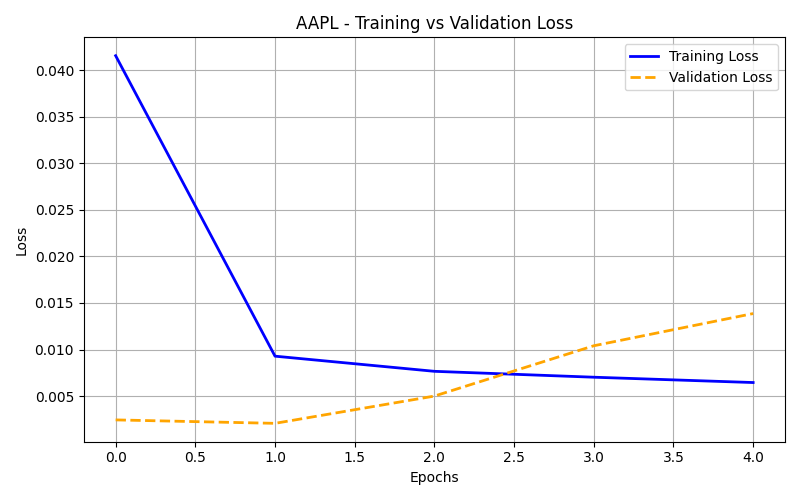 AAPL - Training vs Validation Loss
Training Loss
Validation Loss
0.040
0.035
0.030
0.025
0.020
0.015
0.010
0.005
Loss
0.0 0.5 1.0 1.5 2.0 2.5 3.0 3.5 4.0
Epochs